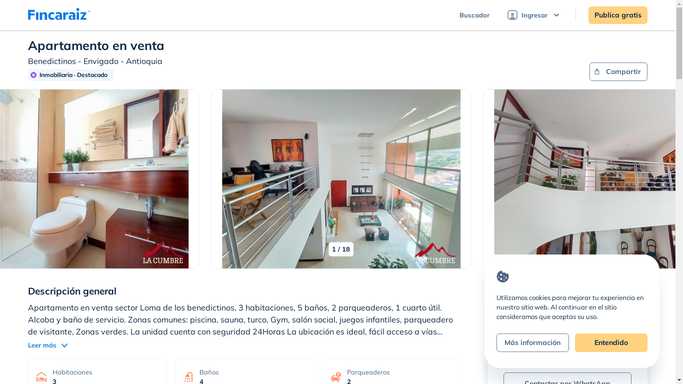 Fincaraiz
Buscador
Ingresar
Publica gratis
Apartamento en venta
Benedictinos - Envigado - Antioquia
Inmobiliaria · Destacado
Compartir
1 / 18
LA CUMBRE
LA CUMBRE
LA CUMBRE
Descripción general
Apartamento en venta sector Loma de los benedictinos, 3 habitaciones, 5 baños, 2 parqueaderos, 1 cuarto útil.
Alcoba y baño de servicio. Zonas comunes: piscina, sauna, turco, Gym, salón social, juegos infantiles, parqueadero
de visitante, Zonas verdes. La unidad cuenta con seguridad 24Horas La ubicación es ideal, fácil acceso a vías...
Leer más
Habitaciones
3
Baños
4
Parqueaderos
2
Utilizamos cookies para mejorar tu experiencia en
nuestro sitio web. Al continuar en el sitio
consideramos que aceptas su uso.
Más información
Entendido
Contactar por WhatsApp